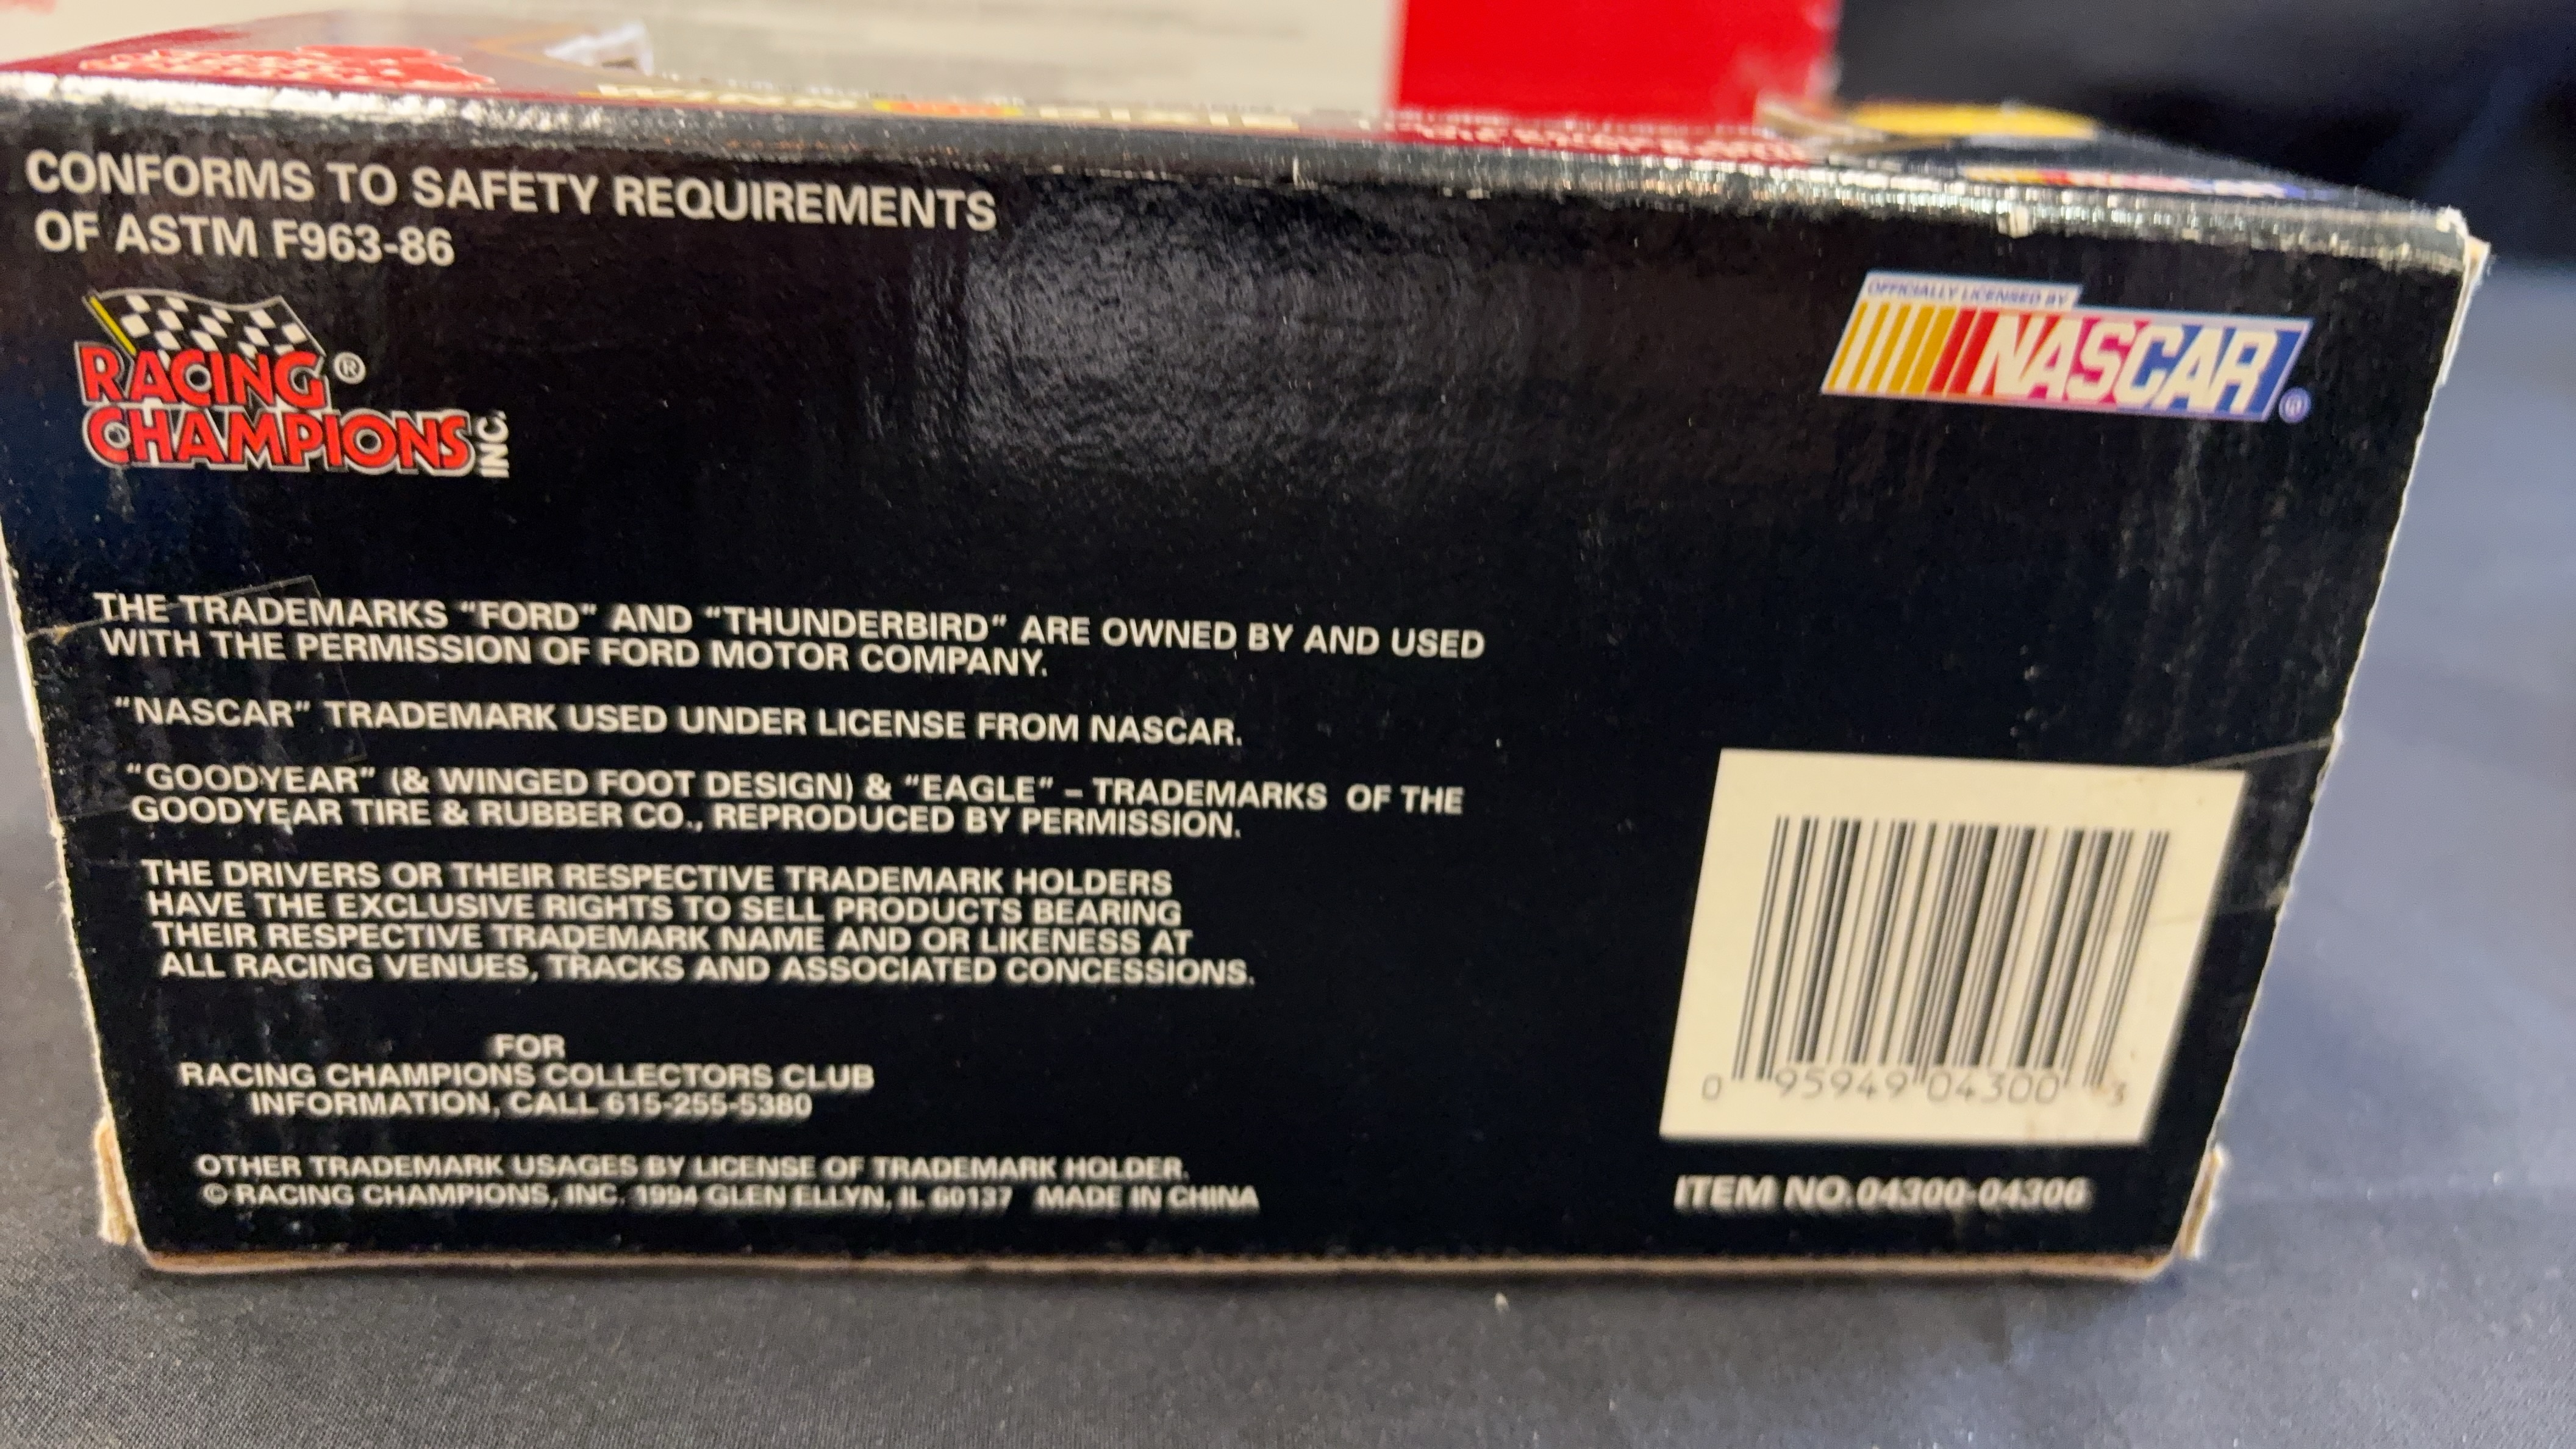 CONFORMS TO SAFETY REQUIREMENTS
OF ASTM F963-86
RACING ®
CHAMPIONS INC.
OFFICIALLY LICENSED BY
NASCAR ®
THE TRADEMARKS "FORD" AND "THUNDERBIRD" ARE OWNED BY AND USED
WITH THE PERMISSION OF FORD MOTOR COMPANY.
"NASCAR" TRADEMARK USED UNDER LICENSE FROM NASCAR.
"GOODYEAR" (& WINGED FOOT DESIGN) & "EAGLE" – TRADEMARKS OF THE
GOODYEAR TIRE & RUBBER CO., REPRODUCED BY PERMISSION.
THE DRIVERS OR THEIR RESPECTIVE TRADEMARK HOLDERS
HAVE THE EXCLUSIVE RIGHTS TO SELL PRODUCTS BEARING
THEIR RESPECTIVE TRADEMARK NAME AND OR LIKENESS AT
ALL RACING VENUES, TRACKS AND ASSOCIATED CONCESSIONS.
FOR
RACING CHAMPIONS COLLECTORS CLUB
INFORMATION, CALL 615-255-5380
OTHER TRADEMARK USAGES BY LICENSE OF TRADEMARK HOLDER.
© RACING CHAMPIONS, INC. 1994 GLEN ELLYN, IL 60137 MADE IN CHINA
0 95949 04300 3
ITEM NO. 04300-04306